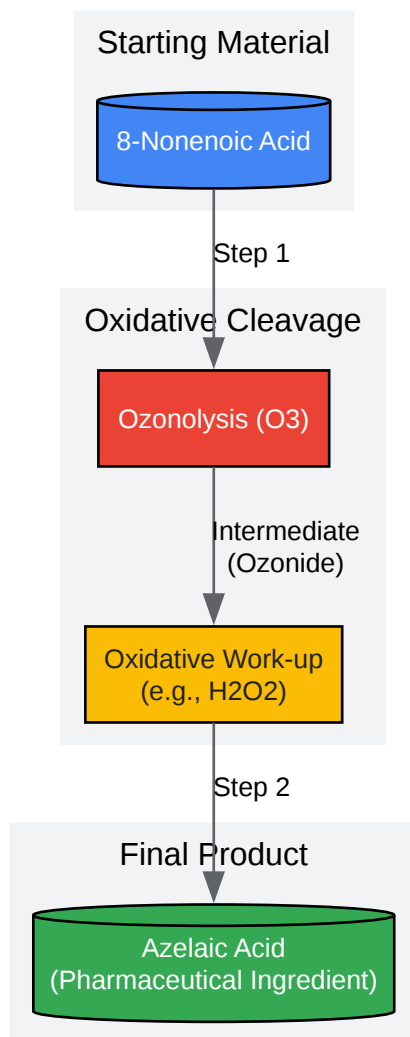 Starting Material
8-Nonenoic Acid
Step 1
Oxidative Cleavage
Ozonolysis (O3)
Intermediate
(Ozonide)
Oxidative Work-up
(e.g., H2O2)
Step 2
Final Product
Azelaic Acid
(Pharmaceutical Ingredient)